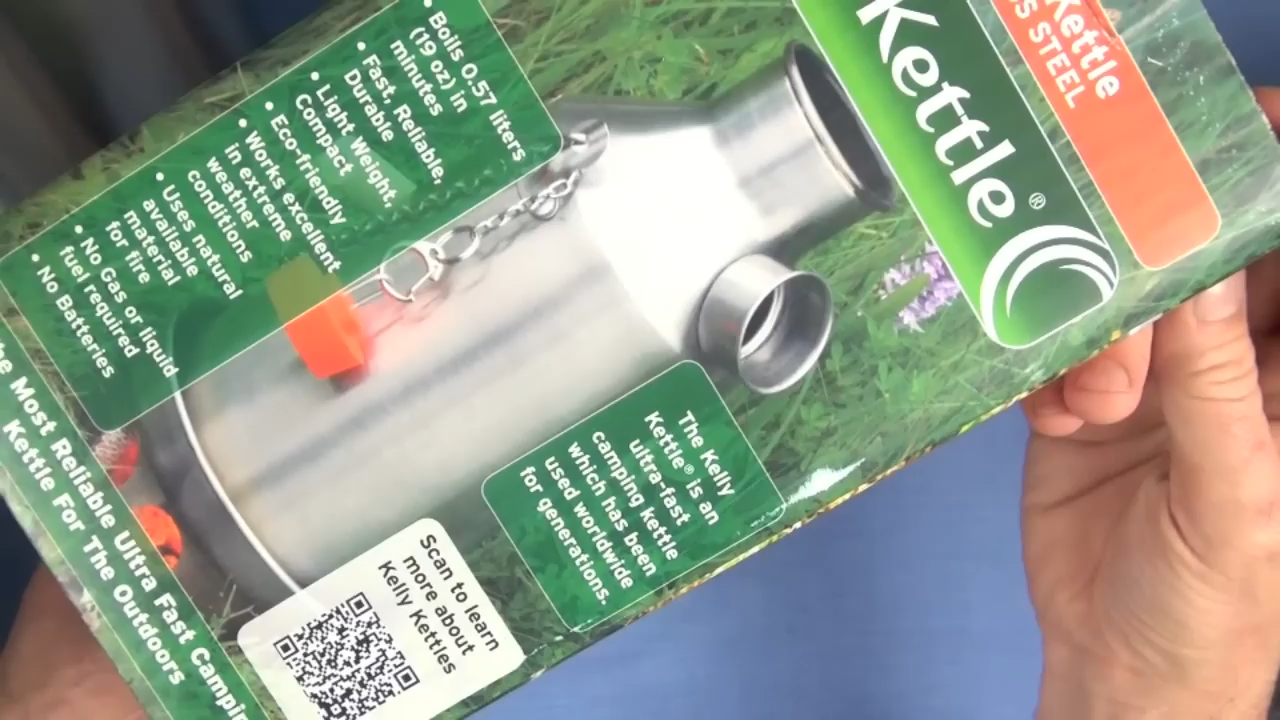 Kettle
SS STEEL
Kettle®
• Boils 0.57 liters
(19 oz) in
minutes
• Fast, Reliable,
Durable
• Light Weight,
Compact
• Eco-friendly
• Works excellent
in extreme
weather
conditions
• Uses natural
available
material
for fire
• No Gas or liquid
fuel required
• No Batteries
The Kelly
Kettle® is an
ultra-fast
camping kettle
which has been
used worldwide
for generations.
Scan to learn
more about
Kelly Kettles
Most Reliable Ultra Fast
Kettle For The Outdoors